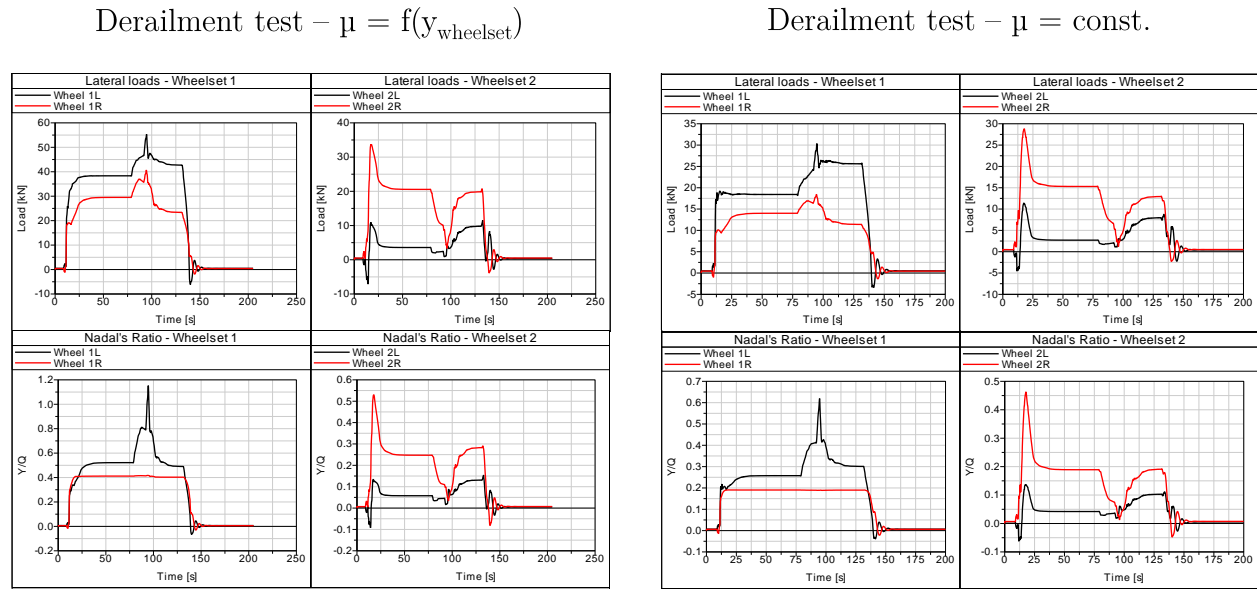 Derailment test – µ = f(y_wheelset)
Derailment test – µ = const.
Lateral loads - Wheelset 1
Wheel 1L
Wheel 1R
Load [kN]
60
50
40
30
20
10
0
-10
0 50 100 150 200 250
Time [s]
Lateral loads - Wheelset 2
Wheel 2L
Wheel 2R
Load [kN]
40
30
20
10
0
-10
0 50 100 150 200 250
Time [s]
Nadal's Ratio - Wheelset 1
Wheel 1L
Wheel 1R
Y/Q
1.2
1.0
0.8
0.6
0.4
0.2
0.0
-0.2
0 50 100 150 200 250
Time [s]
Nadal's Ratio - Wheelset 2
Wheel 2L
Wheel 2R
Y/Q
0.6
0.5
0.4
0.3
0.2
0.1
0.0
-0.1
-0.2
0 50 100 150 200 250
Time [s]
Lateral loads - Wheelset 1
Wheel 1L
Wheel 1R
Load [kN]
35
30
25
20
15
10
5
0
-5
0 25 50 75 100 125 150 175 200
Time [s]
Lateral loads - Wheelset 2
Wheel 2L
Wheel 2R
Load [kN]
30
25
20
15
10
5
0
-5
-10
0 25 50 75 100 125 150 175 200
Time [s]
Nadal's Ratio - Wheelset 1
Wheel 1L
Wheel 1R
Y/Q
0.7
0.6
0.5
0.4
0.3
0.2
0.1
0.0
-0.1
0 25 50 75 100 125 150 175 200
Time [s]
Nadal's Ratio - Wheelset 2
Wheel 2L
Wheel 2R
Y/Q
0.5
0.4
0.3
0.2
0.1
0.0
-0.1
0 25 50 75 100 125 150 175 200
Time [s]